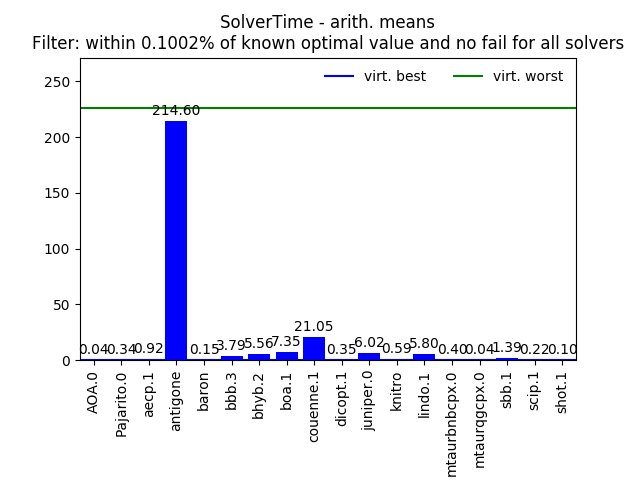 SolverTime - arith. means
Filter: within 0.1002% of known optimal value and no fail for all solvers
virt. best
virt. worst
250
200
150
100
50
0
0.04
0.34
0.92
214.60
0.15
3.79
5.56
7.35
21.05
0.35
6.02
0.59
5.80
0.40
0.04
1.39
0.22
0.10
AOA.0
Pajarito.0
aecp.1
antigone
baron
bbb.3
bhyb.2
boa.1
couenne.1
dicopt.1
juniper.0
knitro
lindo.1
mtaurbnbcpx.0
mtaurqgcpx.0
sbb.1
scip.1
shot.1